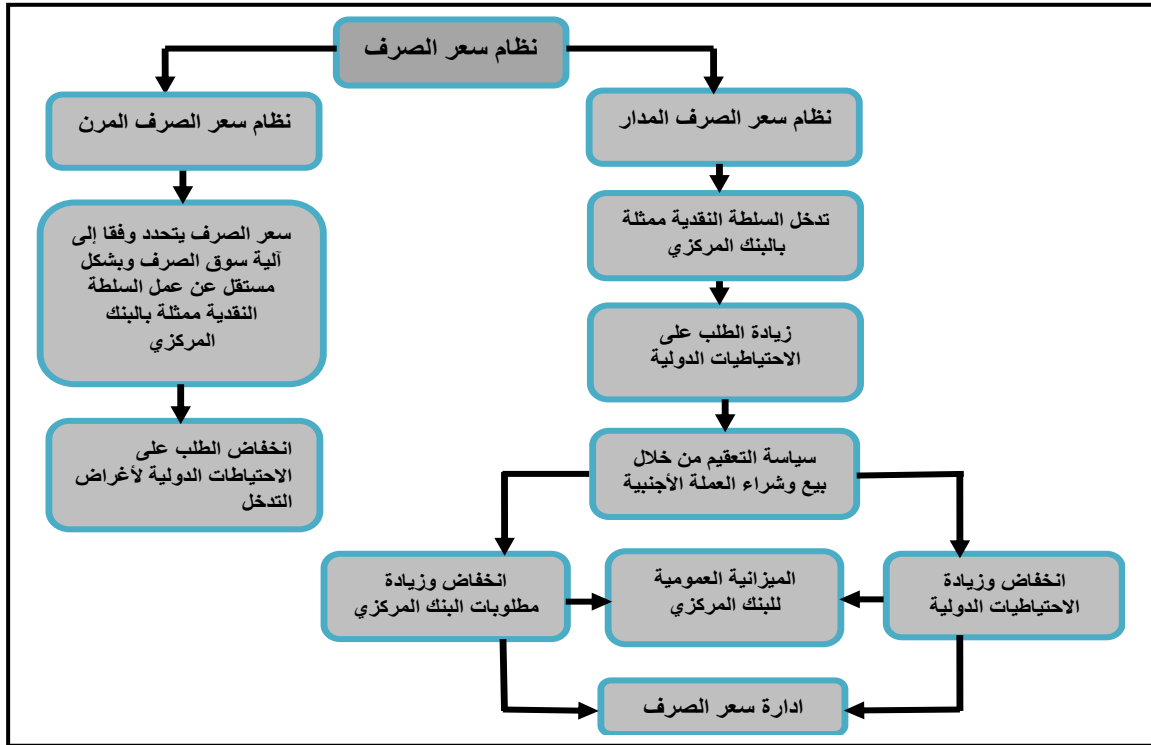 نظام سعر الصرف
نظام سعر الصرف المدار
نظام سعر الصرف المرن
تدخل السلطة النقدية ممثلة
بالبنك المركزي
سعر الصرف يتحدد وفقا إلى
آلية سوق الصرف وبشكل
مستقل عن عمل السلطة
النقدية ممثلة بالبنك
المركزي
زيادة الطلب على
الاحتياطيات الدولية
انخفاض الطلب على
الاحتياطات الدولية لأغراض
التدخل
سياسة التعقيم من خلال
بيع وشراء العملة الأجنبية
انخفاض وزيادة
الاحتياطيات الدولية
الميزانية العمومية
للبنك المركزي
انخفاض وزيادة
مطلوبات البنك المركزي
ادارة سعر الصرف